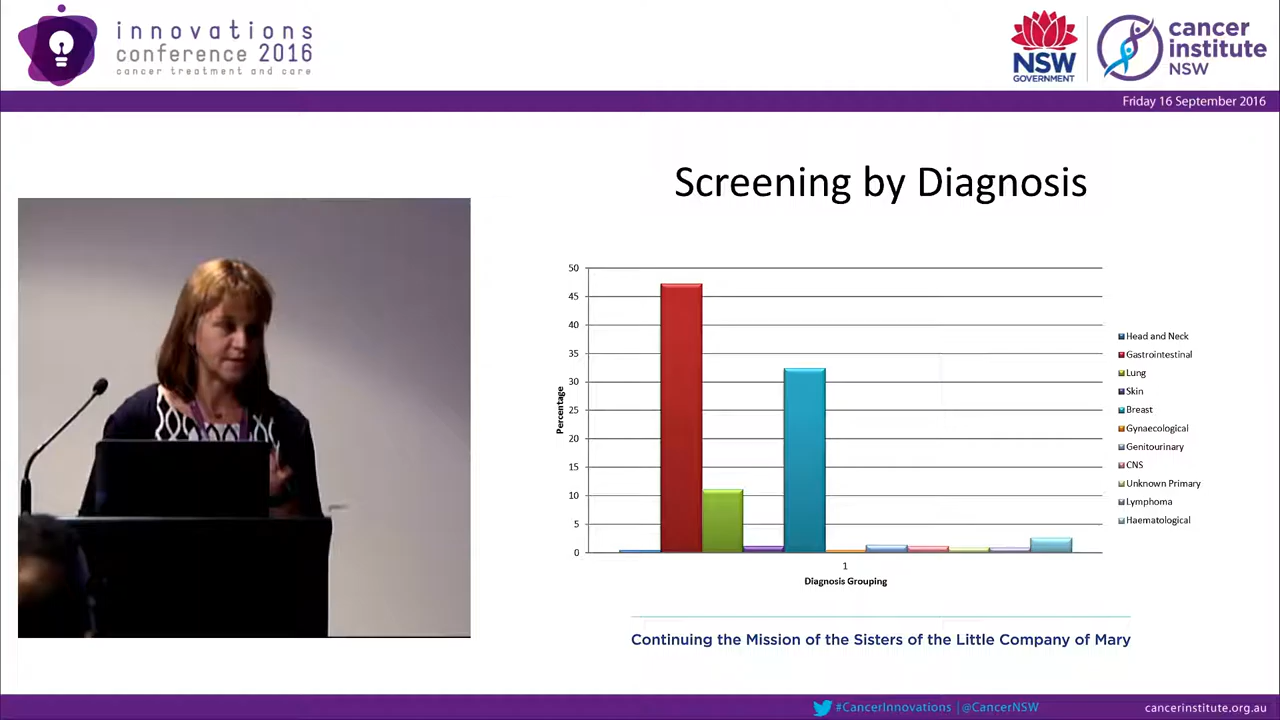 innovations
conference 2016
cancer treatment and care
NSW
GOVERNMENT
cancer
institute
NSW
Friday 16 September 2016
Screening by Diagnosis
50
45
40
35
30
25
20
15
10
5
0
Percentage
1
Diagnosis Grouping
Head and Neck
Gastrointestinal
Lung
Skin
Breast
Gynaecological
Genitourinary
CNS
Unknown Primary
Lymphoma
Haematological
Continuing the Mission of the Sisters of the Little Company of Mary
#CancerInnovations | @CancerNSW
cancerinstitute.org.au